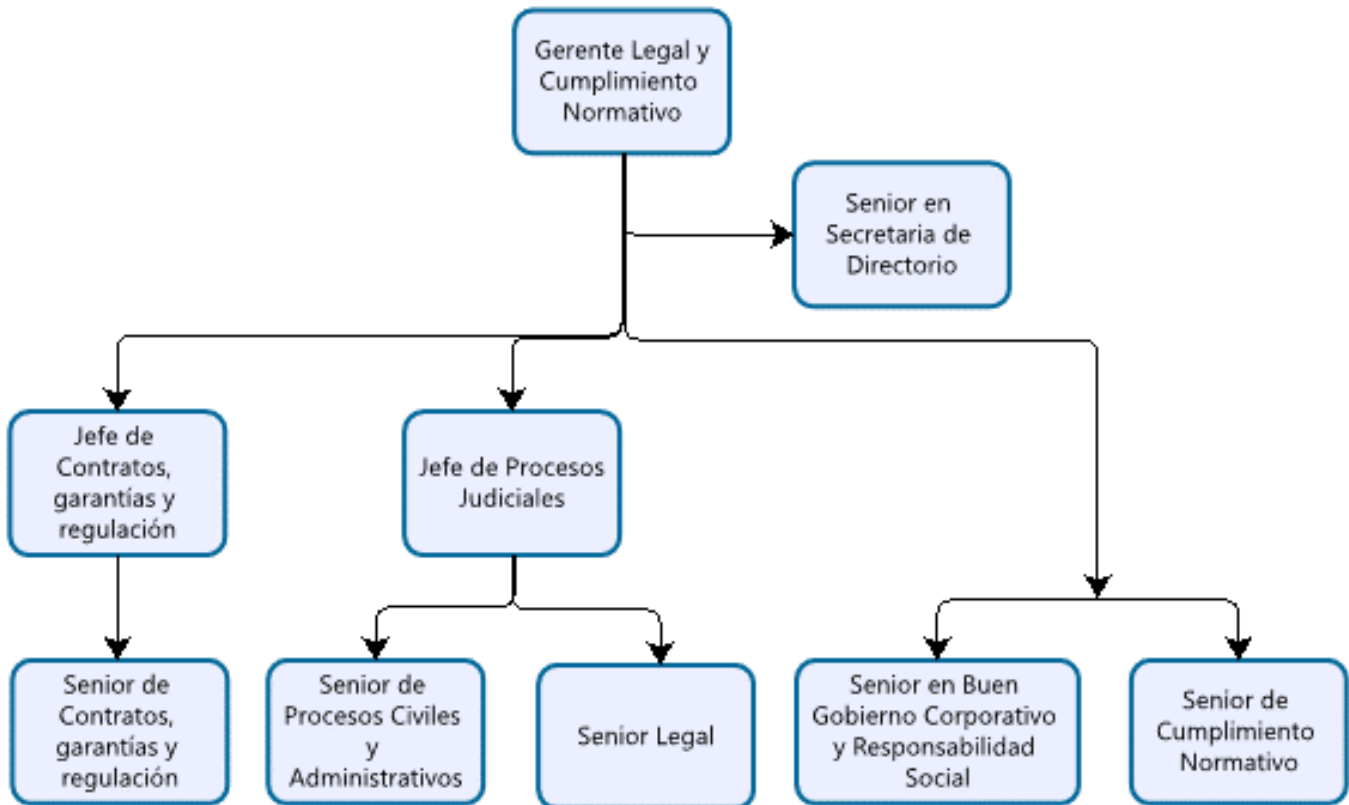 Gerente Legal y
Cumplimiento
Normativo
Senior en
Secretaria de
Directorio
Jefe de
Contratos,
garantías y
regulación
Jefe de Procesos
Judiciales
Senior de
Contratos,
garantías y
regulación
Senior de
Procesos Civiles
y
Administrativos
Senior Legal
Senior en Buen
Gobierno Corporativo
y Responsabilidad
Social
Senior de
Cumplimiento
Normativo